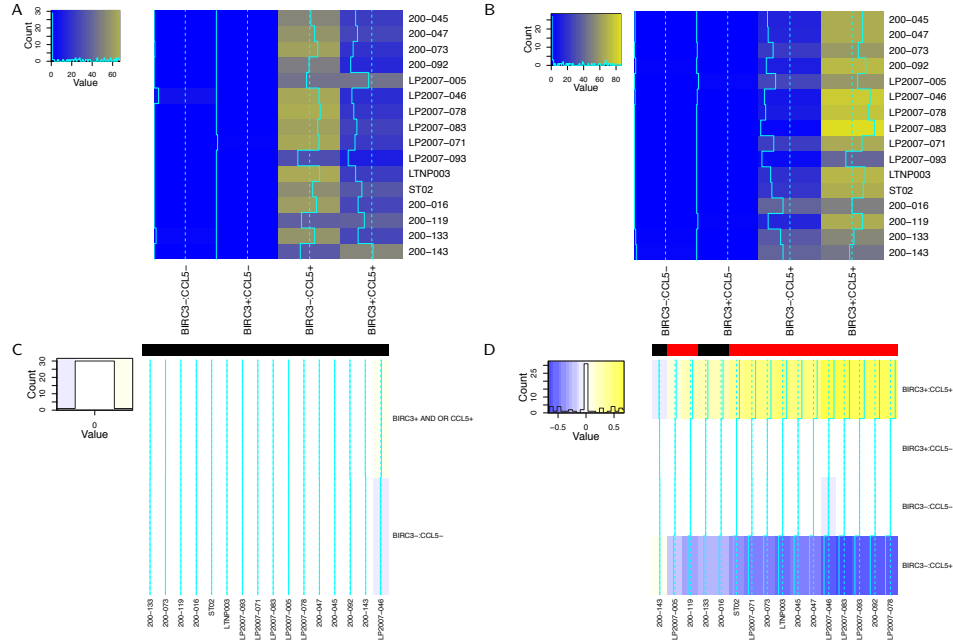 A
Count
0 10 20 30
0 20 40 60
Value
200−045
200−047
200−073
200−092
LP2007−005
LP2007−046
LP2007−078
LP2007−083
LP2007−071
LP2007−093
LTNP003
ST02
200−016
200−119
200−133
200−143
BIRC3−:CCL5−
BIRC3+:CCL5−
BIRC3−:CCL5+
BIRC3+:CCL5+
B
Count
0 10 20
0 20 40 60 80
Value
200−045
200−047
200−073
200−092
LP2007−005
LP2007−046
LP2007−078
LP2007−083
LP2007−071
LP2007−093
LTNP003
ST02
200−016
200−119
200−133
200−143
BIRC3−:CCL5−
BIRC3+:CCL5−
BIRC3−:CCL5+
BIRC3+:CCL5+
C
Count
0 10 20 30
0
Value
BIRC3+ AND OR CCL5+
BIRC3−:CCL5−
200−133
200−073
200−119
200−016
ST02
LTNP003
LP2007−093
LP2007−071
LP2007−083
LP2007−005
LP2007−078
200−047
200−045
200−092
200−143
LP2007−046
D
Count
0 10 25
−0.5 0 0.5
Value
BIRC3+:CCL5+
BIRC3+:CCL5−
BIRC3−:CCL5−
BIRC3−:CCL5+
200−143
LP2007−005
200−119
200−133
200−016
ST02
LP2007−071
200−073
LTNP003
200−045
200−047
LP2007−046
LP2007−083
LP2007−093
200−092
LP2007−078